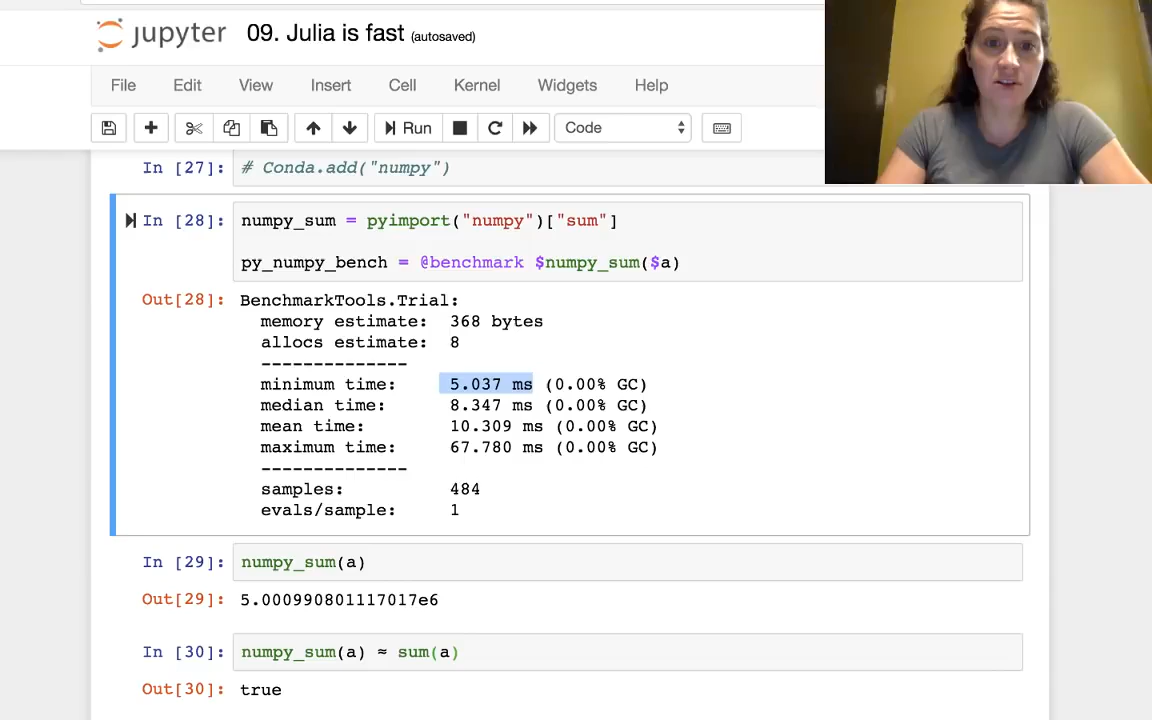 jupyter 09. Julia is fast (autosaved)
File Edit View Insert Cell Kernel Widgets Help
Run Code
In [27]: # Conda.add("numpy")
In [28]: numpy_sum = pyimport("numpy")["sum"]
py_numpy_bench = @benchmark $numpy_sum($a)
Out[28]: BenchmarkTools.Trial:
memory estimate: 368 bytes
allocs estimate: 8
--------------
minimum time: 5.037 ms (0.00% GC)
median time: 8.347 ms (0.00% GC)
mean time: 10.309 ms (0.00% GC)
maximum time: 67.780 ms (0.00% GC)
--------------
samples: 484
evals/sample: 1
In [29]: numpy_sum(a)
Out[29]: 5.000990801117017e6
In [30]: numpy_sum(a) ≈ sum(a)
Out[30]: true